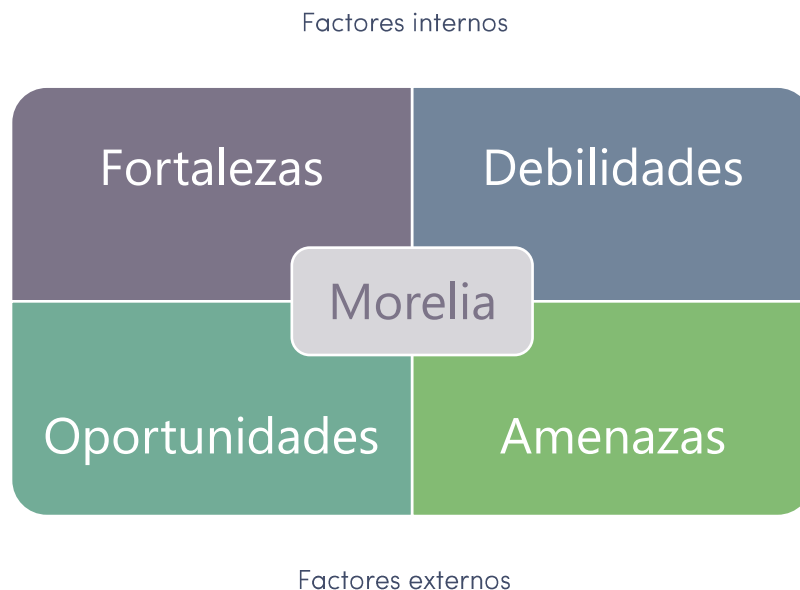 Factores internos
Fortalezas
Debilidades
Morelia
Oportunidades
Amenazas
Factores externos